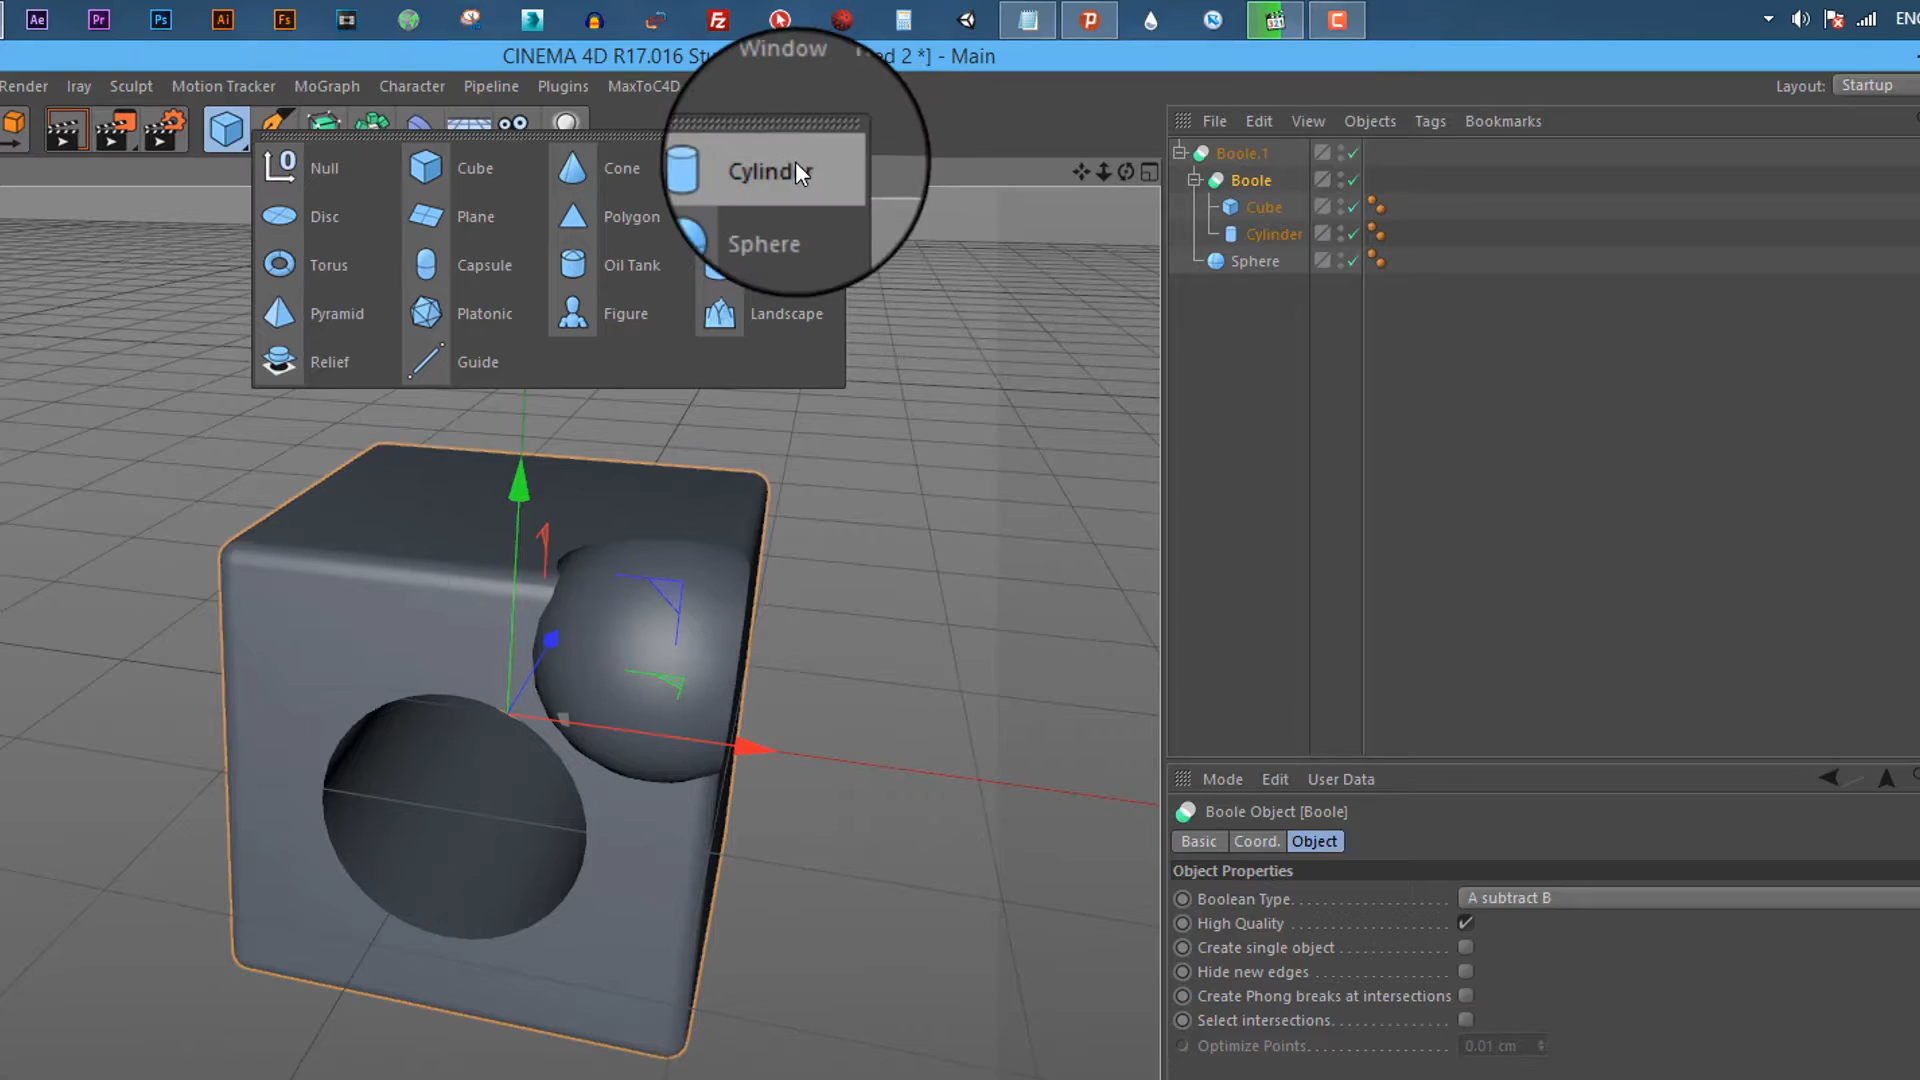 Ae Pr Ps Ai Fs Fz P C ENG
CINEMA 4D R17.016 Stu
ed 2 *] - Main
Window
Render Iray Sculpt Motion Tracker MoGraph Character Pipeline Plugins MaxToC4D
Layout: Startup
File Edit View Objects Tags Bookmarks
Null Cube Cone Cylinder
Disc Plane Polygon Sphere
Torus Capsule Oil Tank
Pyramid Platonic Figure Landscape
Relief Guide
Boole.1
Boole
Cube
Cylinder
Sphere
Mode Edit User Data
Boole Object [Boole]
Basic Coord. Object
Object Properties
Boolean Type. A subtract B
High Quality
Create single object
Hide new edges
Create Phong breaks at intersections
Select intersections.
Optimize Points. 0.01 cm